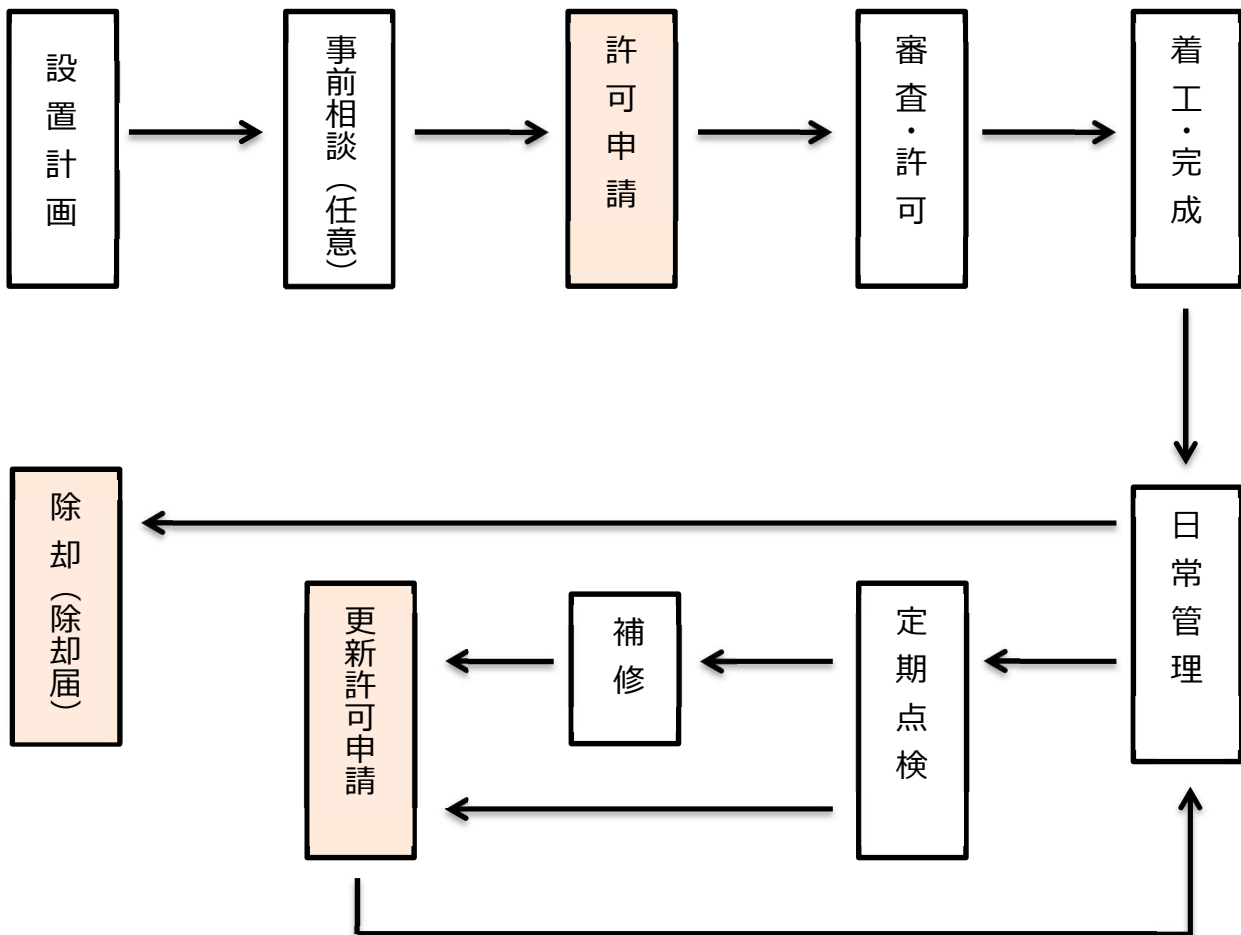 設置計画
事前相談（任意）
許可申請
審査・許可
着工・完成
日常管理
定期点検
補修
更新許可申請
除却（除却届）